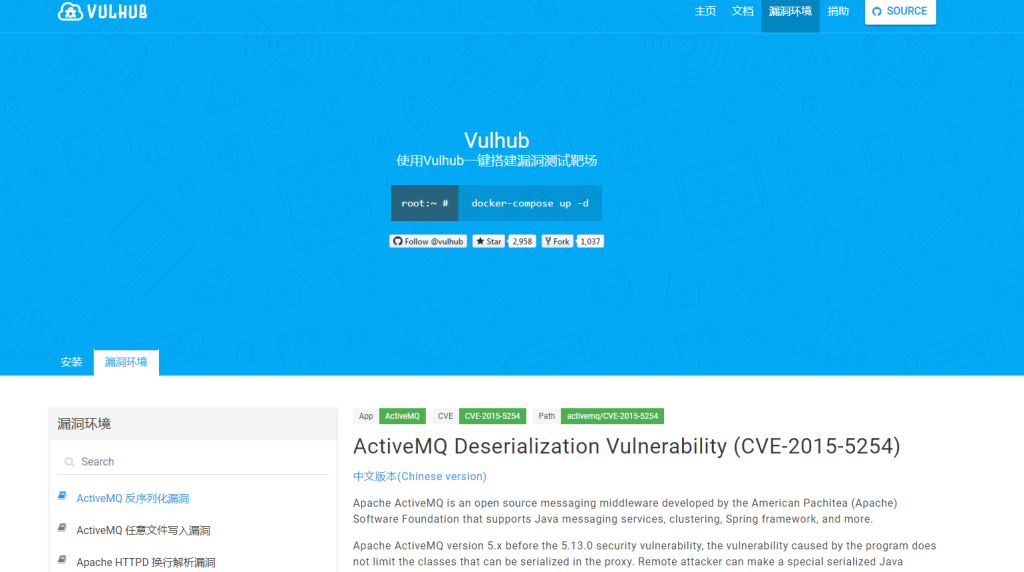 VULHUB
主页 文档 漏洞环境 捐助 SOURCE
Vulhub
使用Vulhub一键搭建漏洞测试靶场
root:~ # docker-compose up -d
Follow @vulhub Star 2,958 Fork 1,037
安装 漏洞环境
漏洞环境
Search
ActiveMQ 反序列化漏洞
ActiveMQ 任意文件写入漏洞
Apache HTTPD 换行解析漏洞
App ActiveMQ CVE CVE-2015-5254 Path activemq/CVE-2015-5254
ActiveMQ Deserialization Vulnerability (CVE-2015-5254)
中文版本(Chinese version)
Apache ActiveMQ is an open source messaging middleware developed by the American Pachitea (Apache)
Software Foundation that supports Java messaging services, clustering, Spring framework, and more.
Apache ActiveMQ version 5.x before the 5.13.0 security vulnerability, the vulnerability caused by the program does
not limit the classes that can be serialized in the proxy. Remote attacker can make a special serialized Java